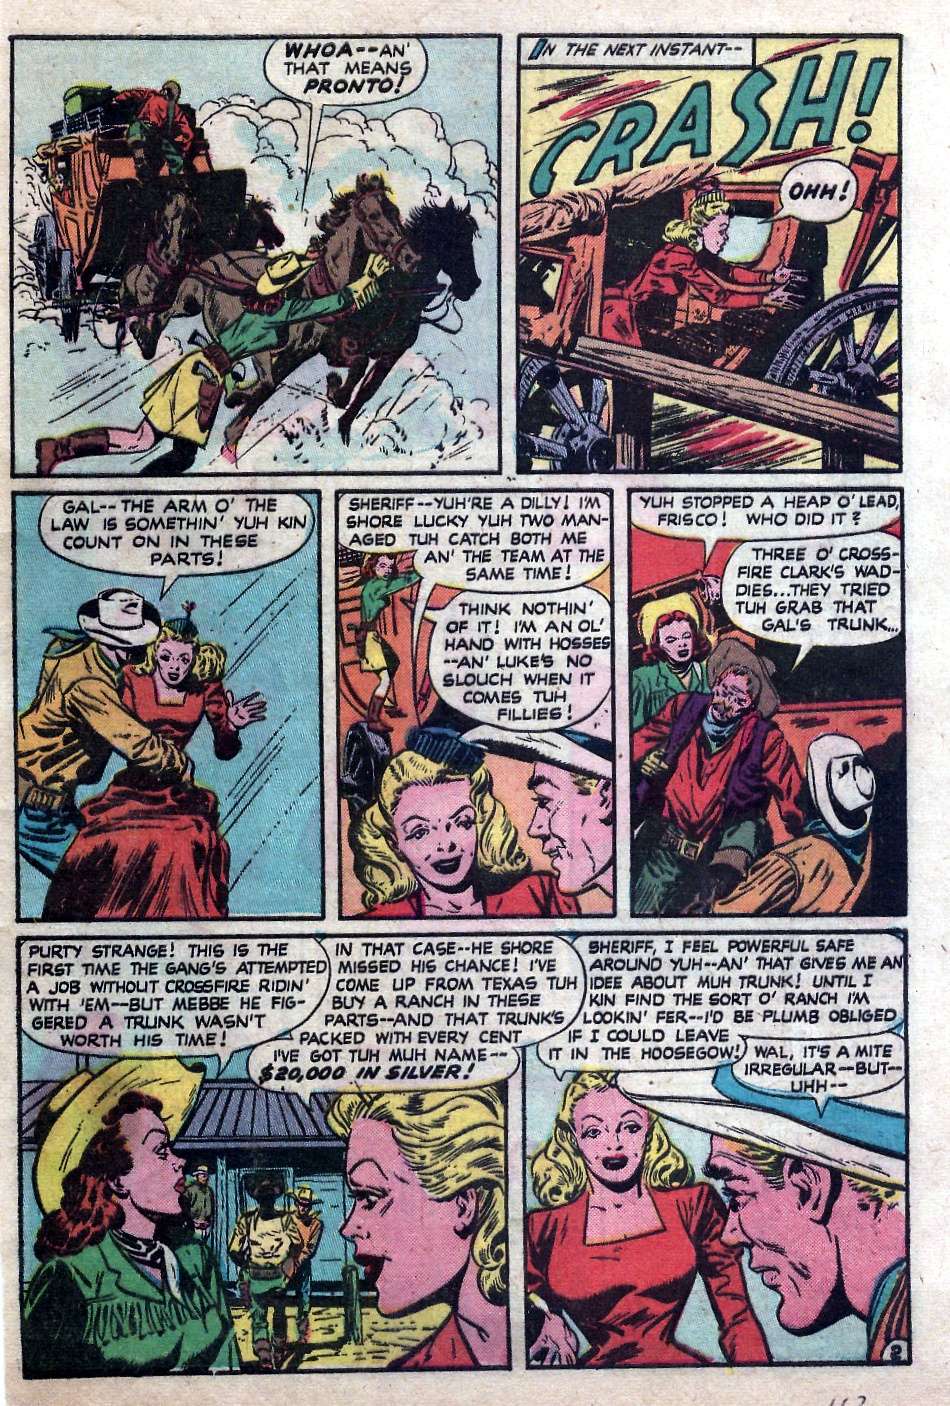 WHOA--AN'
THAT MEANS
PRONTO!
IN THE NEXT INSTANT--
CRASH!
OHH!
GAL--THE ARM O' THE
LAW IS SOMETHIN' YUH KIN
COUNT ON IN THESE
PARTS!
SHERIFF--YUH'RE A DILLY! I'M
SHORE LUCKY YUH TWO MAN-
AGED TUH CATCH BOTH ME
AN' THE TEAM AT THE
SAME TIME!
THINK NOTHIN'
OF IT! I'M AN OL'
HAND WITH HOSSES
--AN' LUKE'S NO
SLOUCH WHEN IT
COMES TUH
FILLIES!
YUH STOPPED A HEAP O' LEAD,
FRISCO! WHO DID IT?
THREE O' CROSS-
FIRE CLARK'S WAD-
DIES...THEY TRIED
TUH GRAB THAT
GAL'S TRUNK...
PURTY STRANGE! THIS IS THE
FIRST TIME THE GANG'S ATTEMPTED
A JOB WITHOUT CROSSFIRE RIDIN'
WITH 'EM--BUT MEBBE HE FIG-
GERED A TRUNK WASN'T
WORTH HIS TIME!
IN THAT CASE--HE SHORE
MISSED HIS CHANCE! I'VE
COME UP FROM TEXAS TUH
BUY A RANCH IN THESE
PARTS--AND THAT TRUNK'S
PACKED WITH EVERY CENT
I'VE GOT TUH MUH NAME--
$20,000 IN SILVER!
SHERIFF, I FEEL POWERFUL SAFE
AROUND YUH--AN' THAT GIVES ME AN
IDEE ABOUT MUH TRUNK! UNTIL I
KIN FIND THE SORT O' RANCH I'M
LOOKIN' FER--I'D BE PLUMB OBLIGED
IF I COULD LEAVE
IT IN THE HOOSEGOW!
WAL, IT'S A MITE
IRREGULAR--BUT--
UHH--
2